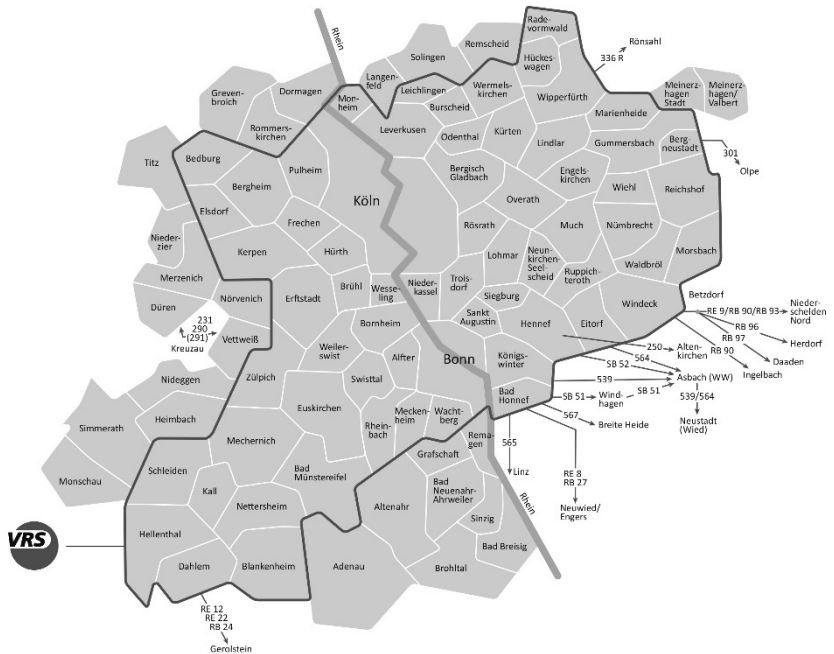 Rhein
Rade-
vormwald
Solingen
Remscheid
336 R
Rönsahl
Hückes-
wagen
Langen-
feld
Leichlingen
Wermels-
kirchen
Wipperfürth
Meinerz-
hagen
Stadt
Meinerz-
hagen/
Valbert
Greven-
broich
Dormagen
Mon-
heim
Burscheid
Marienheide
Rommers-
kirchen
Leverkusen
Odenthal
Kürten
Lindlar
Gummersbach
Berg-
neustadt
301
Olpe
Titz
Bedburg
Bergheim
Pulheim
Bergisch
Gladbach
Engels-
kirchen
Wiehl
Reichshof
Elsdorf
Köln
Overath
Nieder-
zier
Frechen
Rösrath
Much
Nümbrecht
Kerpen
Hürth
Lohmar
Neun-
kirchen-
Seel-
scheid
Morsbach
Merzenich
Ruppich-
teroth
Waldbröl
Düren
Nörvenich
Erftstadt
Brühl
Wesse-
ling
Nieder-
kassel
Trois-
dorf
Siegburg
Windeck
Betzdorf
RE 9/RB 90/RB 93
Nieder-
schelden
Nord
231
290
(291)
Kreuzau
Vettweiß
Bornheim
Sankt
Augustin
Hennef
Eitorf
RB 96
Herdorf
RB 97
Daaden
RB 90
Ingelbach
Weiler-
swist
Alfter
Bonn
Königs-
winter
250
Alten-
kirchen
564
SB 52
Nideggen
Zülpich
Swisttal
539
Asbach (WW)
Bad
Honnef
SB 51
Wind-
hagen
SB 51
539/564
Neustadt
(Wied)
Simmerath
Heimbach
Euskirchen
Rhein-
bach
Mecken-
heim
Wacht-
berg
567
Breite Heide
Rema-
gen
565
Linz
Mechernich
Grafschaft
Monschau
Schleiden
Bad
Münstereifel
RE 8
RB 27
Neuwied/
Engers
Kall
Bad
Neuenahr-
Ahrweiler
Nettersheim
Altenahr
Rhein
Sinzig
Hellenthal
VRS
Bad Breisig
Dahlem
Blankenheim
Adenau
Brohltal
RE 12
RE 22
RB 24
Gerolstein